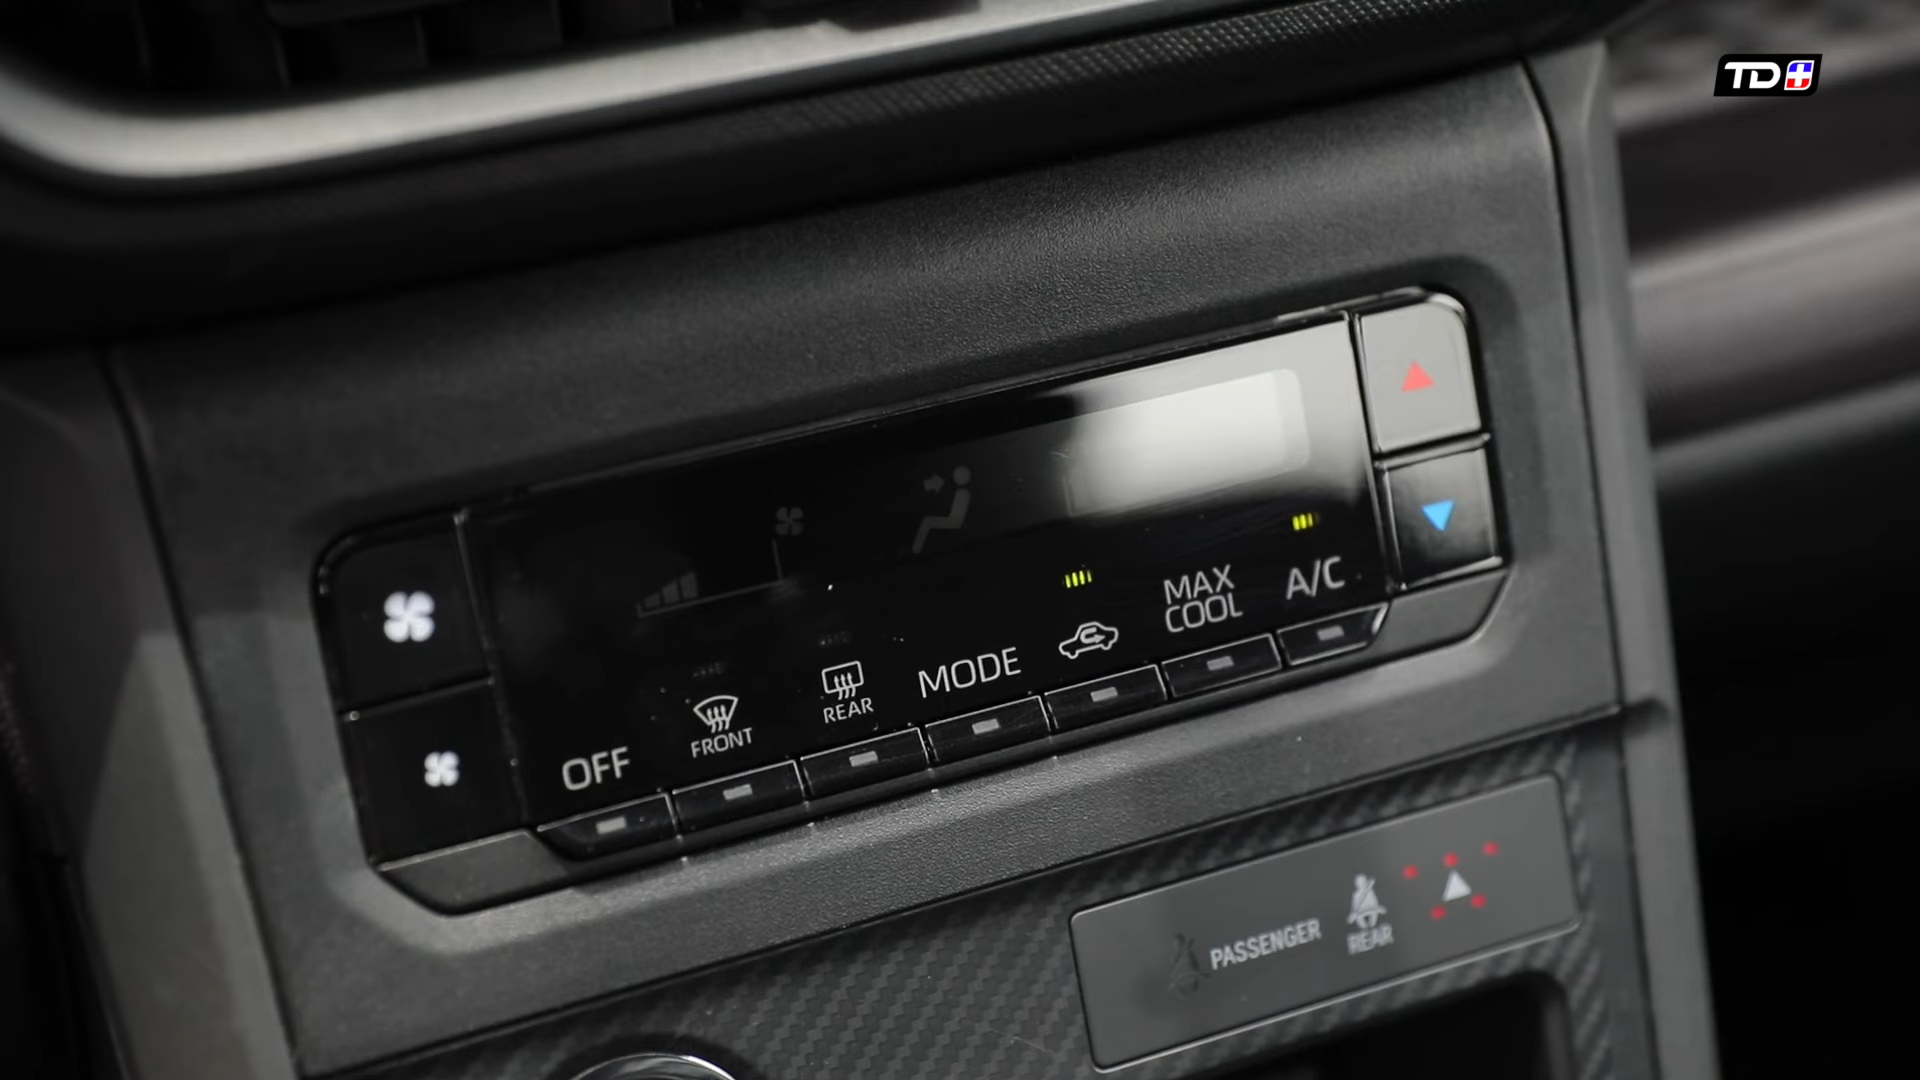 TD
MAX
COOL
A/C
MODE
REAR
FRONT
OFF
PASSENGER
REAR